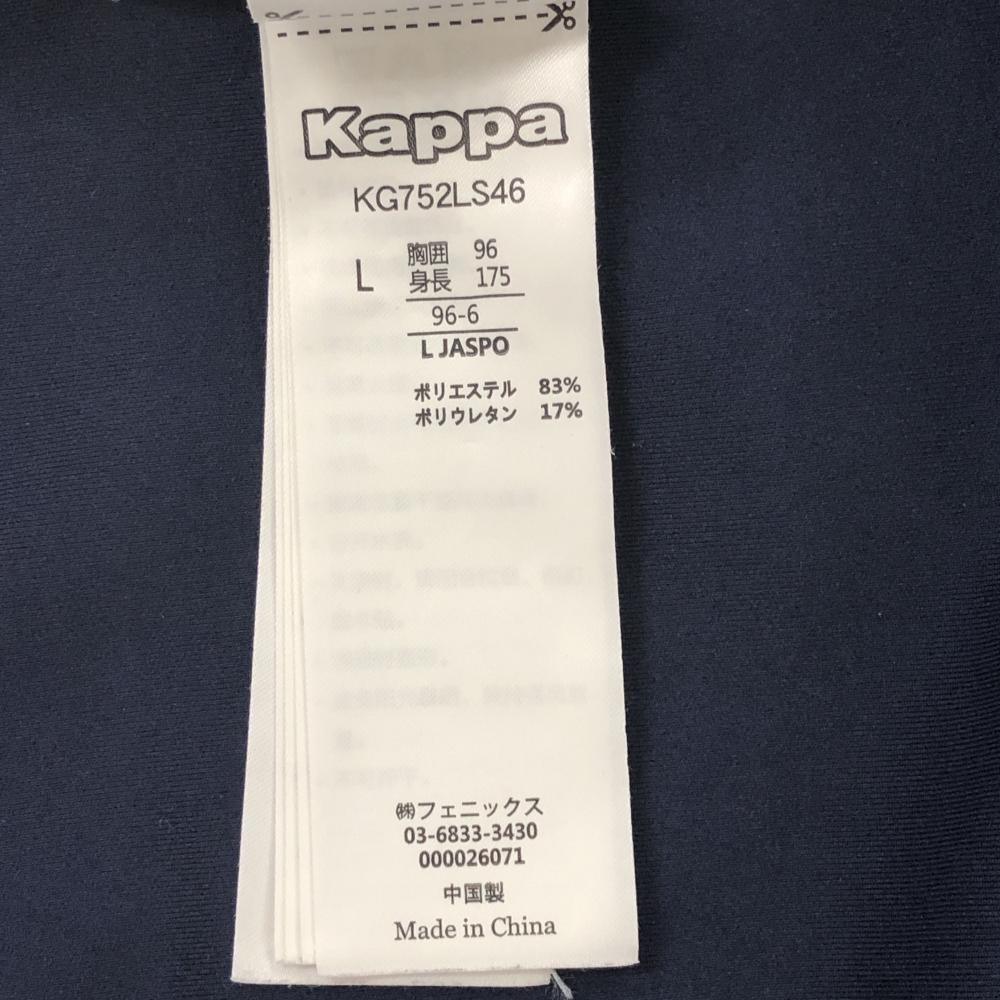 Kappa
KG752LS46
L
胸囲 96
身長 175
96-6
L JASPO
ポリエステル 83%
ポリウレタン 17%
㈱フェニックス
03-6833-3430
000026071
中国製
Made in China